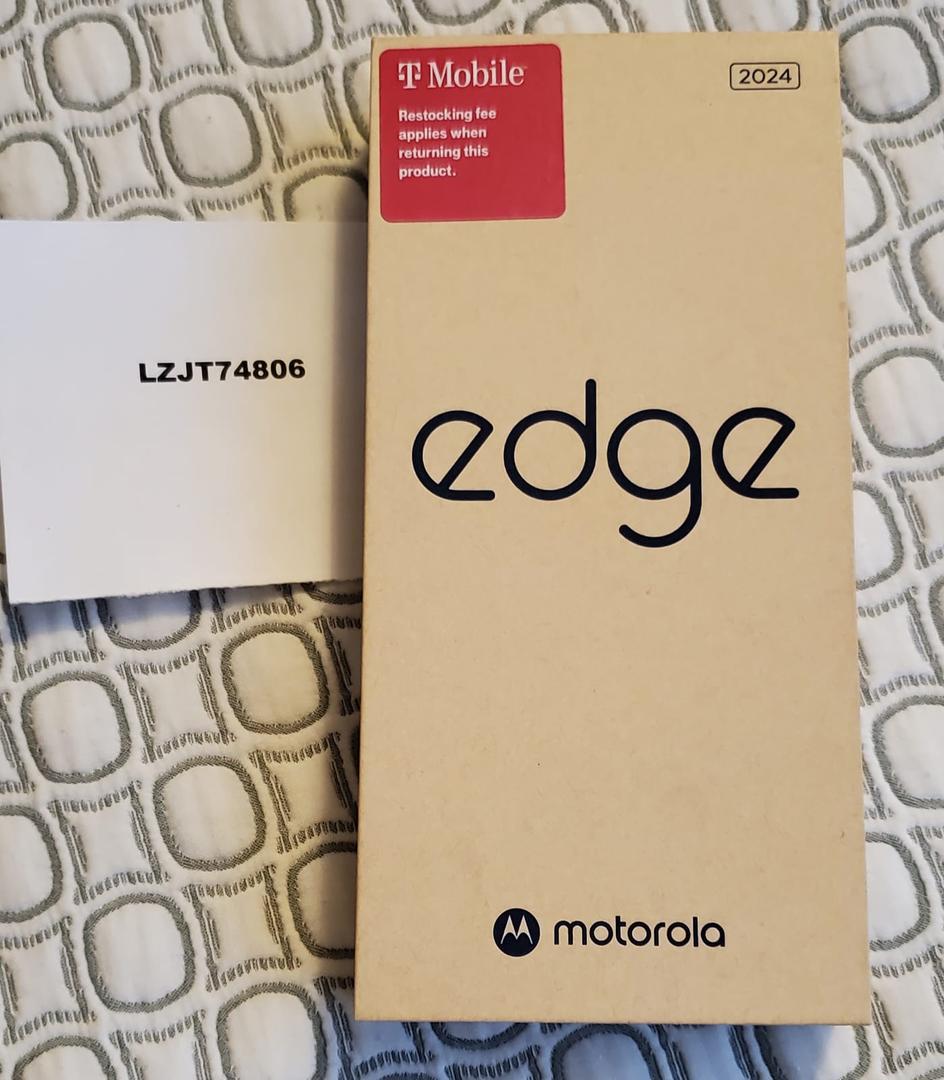 T Mobile
Restocking fee
applies when
returning this
product.
2024
LZJT74806
edge
motorola